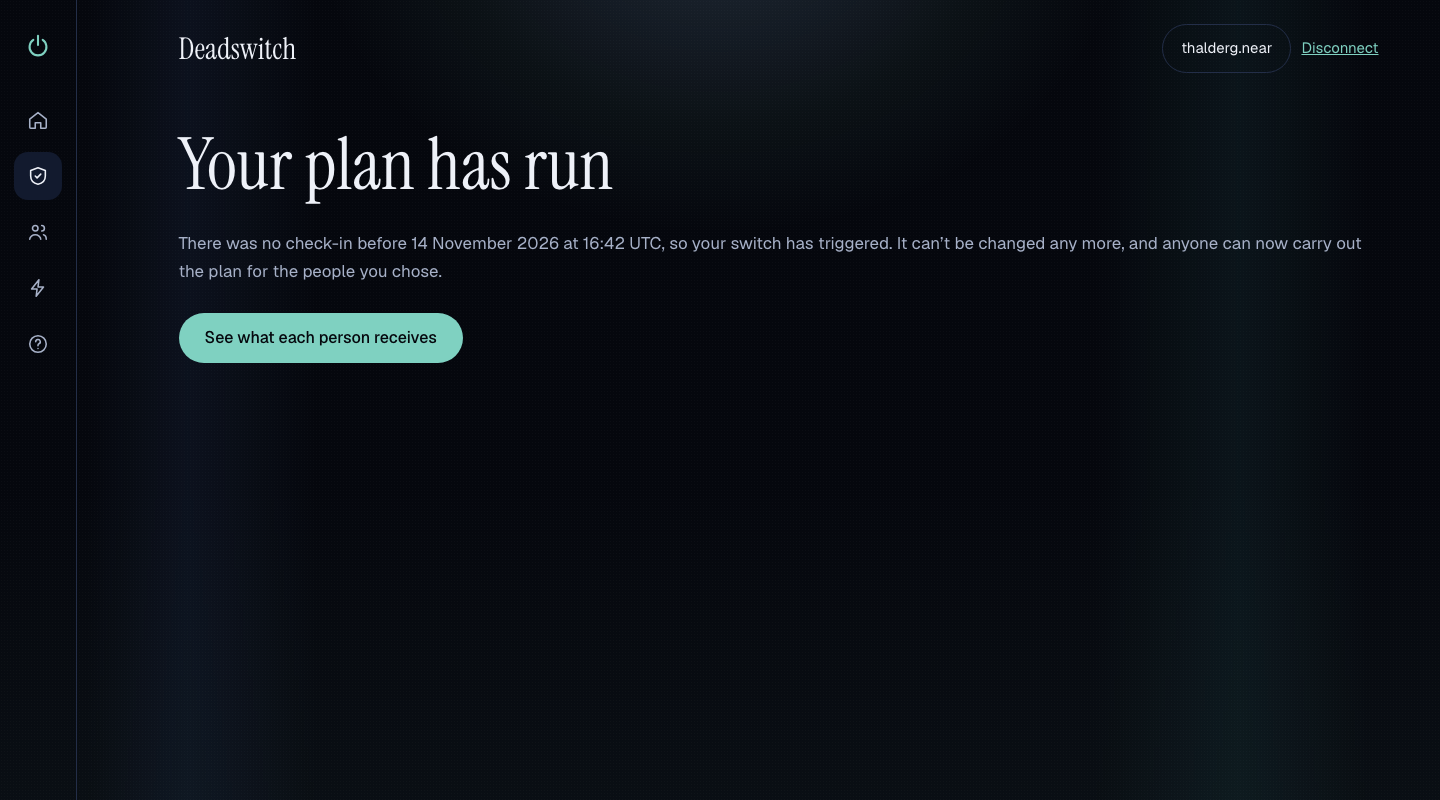 Deadswitch
thalderg.near
Disconnect
Your plan has run
There was no check-in before 14 November 2026 at 16:42 UTC, so your switch has triggered. It can’t be changed any more, and anyone can now carry out
the plan for the people you chose.
See what each person receives